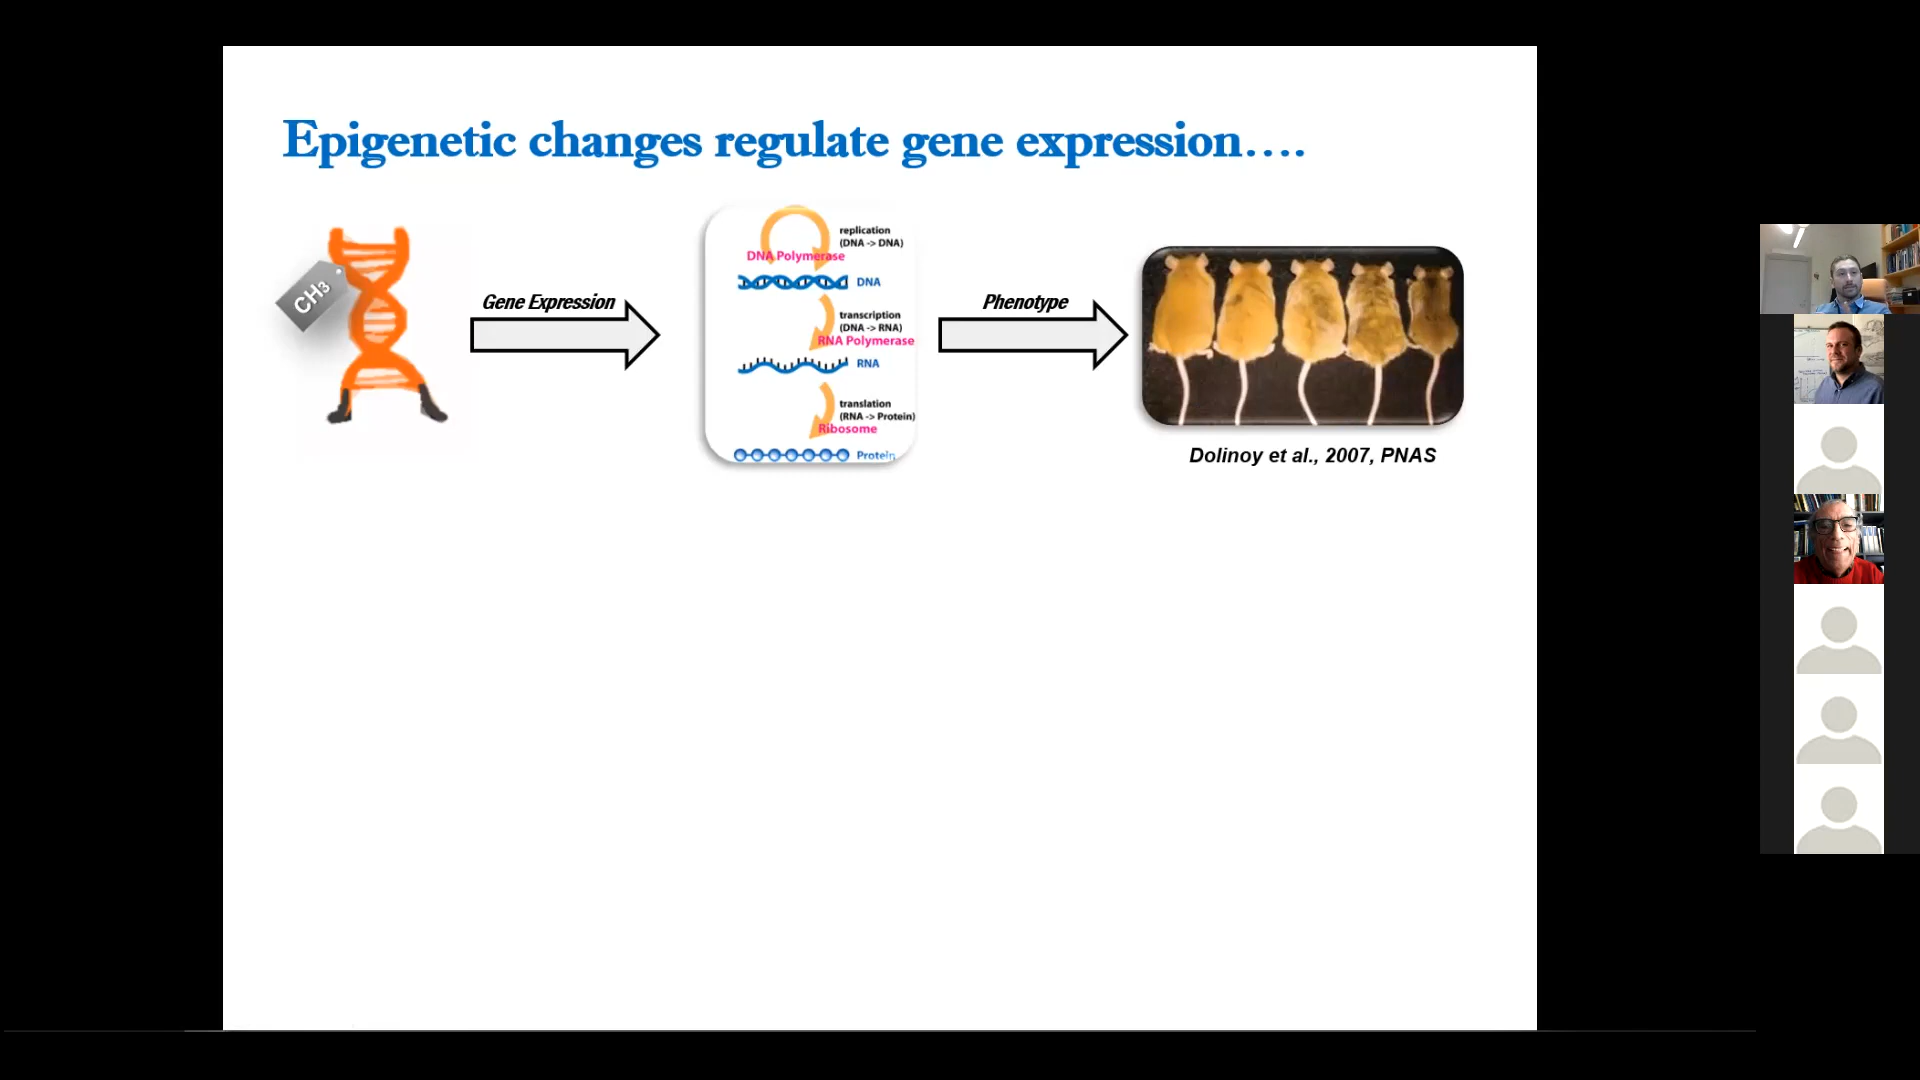 Epigenetic changes regulate gene expression….
CH3
Gene Expression
replication
(DNA -> DNA)
DNA Polymerase
DNA
transcription
(DNA -> RNA)
RNA Polymerase
RNA
translation
(RNA -> Protein)
Ribosome
Protein
Phenotype
Dolinoy et al., 2007, PNAS